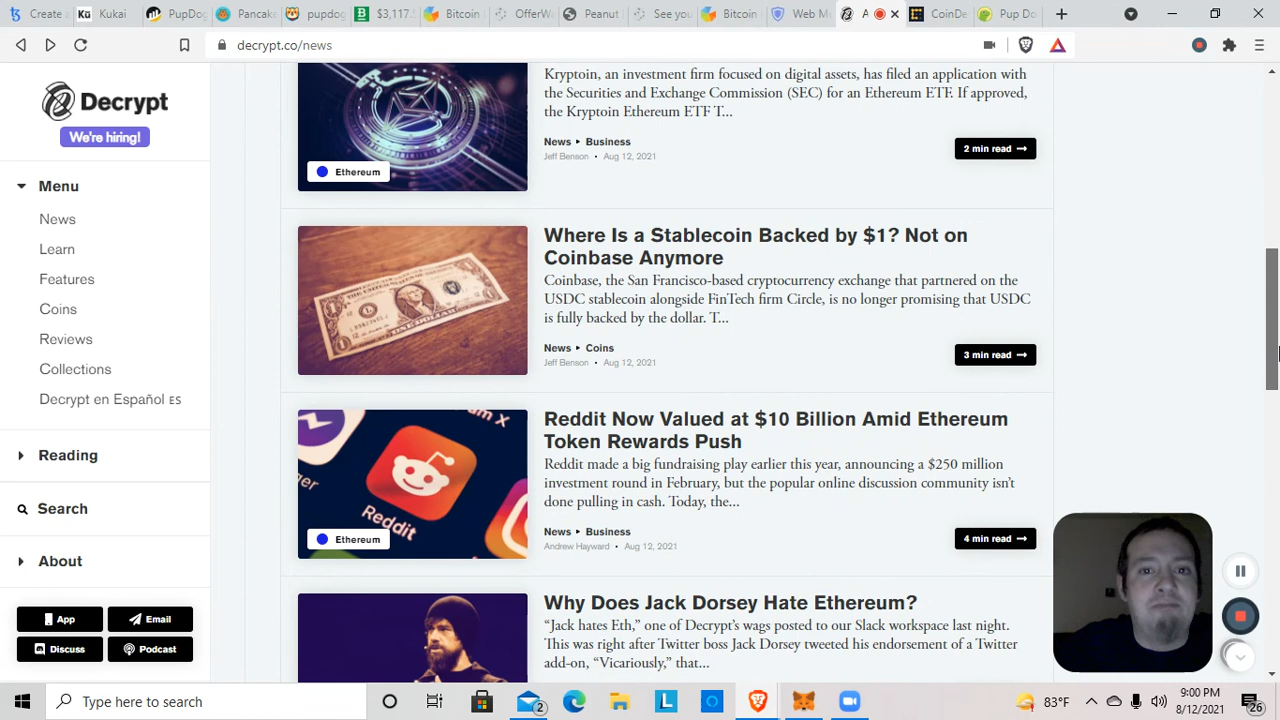 Create
Kuka
PupDog
Pancake
pupdog
$3,117.
Bitcoin
OfferW
Peanut
See you
Bitcoin
Web M
CoinDe
Pup Do
decrypt.co/news
Decrypt
We're hiring!
Menu
News
Learn
Features
Coins
Reviews
Collections
Decrypt en Español ES
Reading
Search
About
App
Email
Discuss
Podcast
Kryptoin, an investment firm focused on digital assets, has filed an application with
the Securities and Exchange Commission (SEC) for an Ethereum ETF. If approved,
the Kryptoin Ethereum ETF T...
News ▸ Business
Jeff Benson • Aug 12, 2021
2 min read →
Ethereum
Where Is a Stablecoin Backed by $1? Not on
Coinbase Anymore
Coinbase, the San Francisco-based cryptocurrency exchange that partnered on the
USDC stablecoin alongside FinTech firm Circle, is no longer promising that USDC
is fully backed by the dollar. T...
News ▸ Coins
Jeff Benson • Aug 12, 2021
3 min read →
Reddit Now Valued at $10 Billion Amid Ethereum
Token Rewards Push
Reddit made a big fundraising play earlier this year, announcing a $250 million
investment round in February, but the popular online discussion community isn't
done pulling in cash. Today, the...
News ▸ Business
Andrew Hayward • Aug 12, 2021
4 min read →
Reddit
Ethereum
Why Does Jack Dorsey Hate Ethereum?
“Jack hates Eth,” one of Decrypt's wags posted to our Slack workspace last night.
This was right after Twitter boss Jack Dorsey tweeted his endorsement of a Twitter
add-on, “Vicariously,” that...
Type here to search
2
83°F
9:00 PM
8/12/2021
26